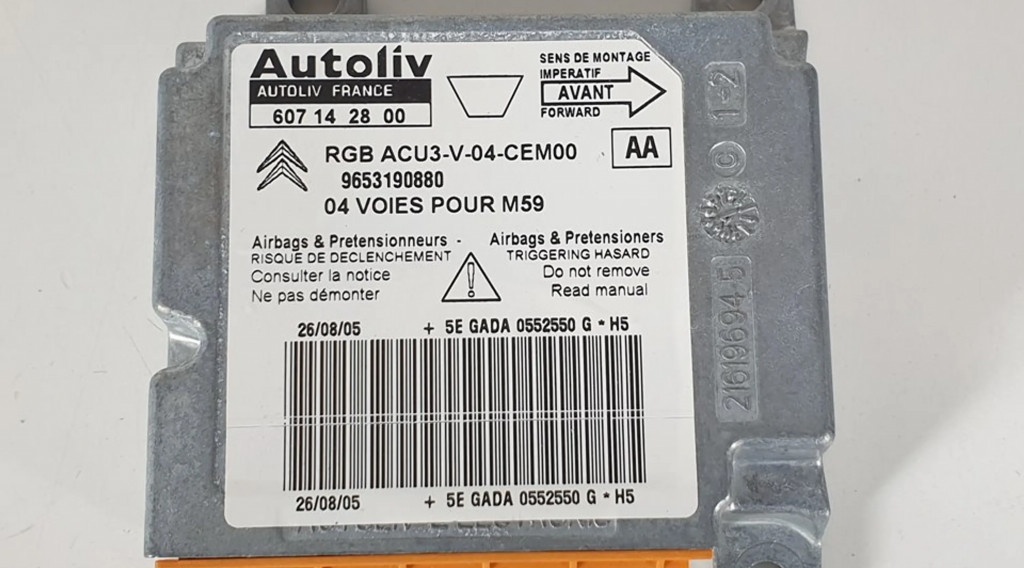 Autoliv
AUTOLIV FRANCE
607 14 28 00
SENS DE MONTAGE
IMPERATIF
AVANT
FORWARD
RGB ACU3-V-04-CEM00
AA
9653190880
04 VOIES POUR M59
Airbags & Pretensionneurs -
RISQUE DE DECLENCHEMENT
Consulter la notice
Ne pas démonter
Airbags & Pretensioners
TRIGGERING HASARD
Do not remove
Read manual
26/08/05 + 5E GADA 0552550 G * H5
26/08/05 + 5E GADA 0552550 G * H5
21619694-5
C
1-2